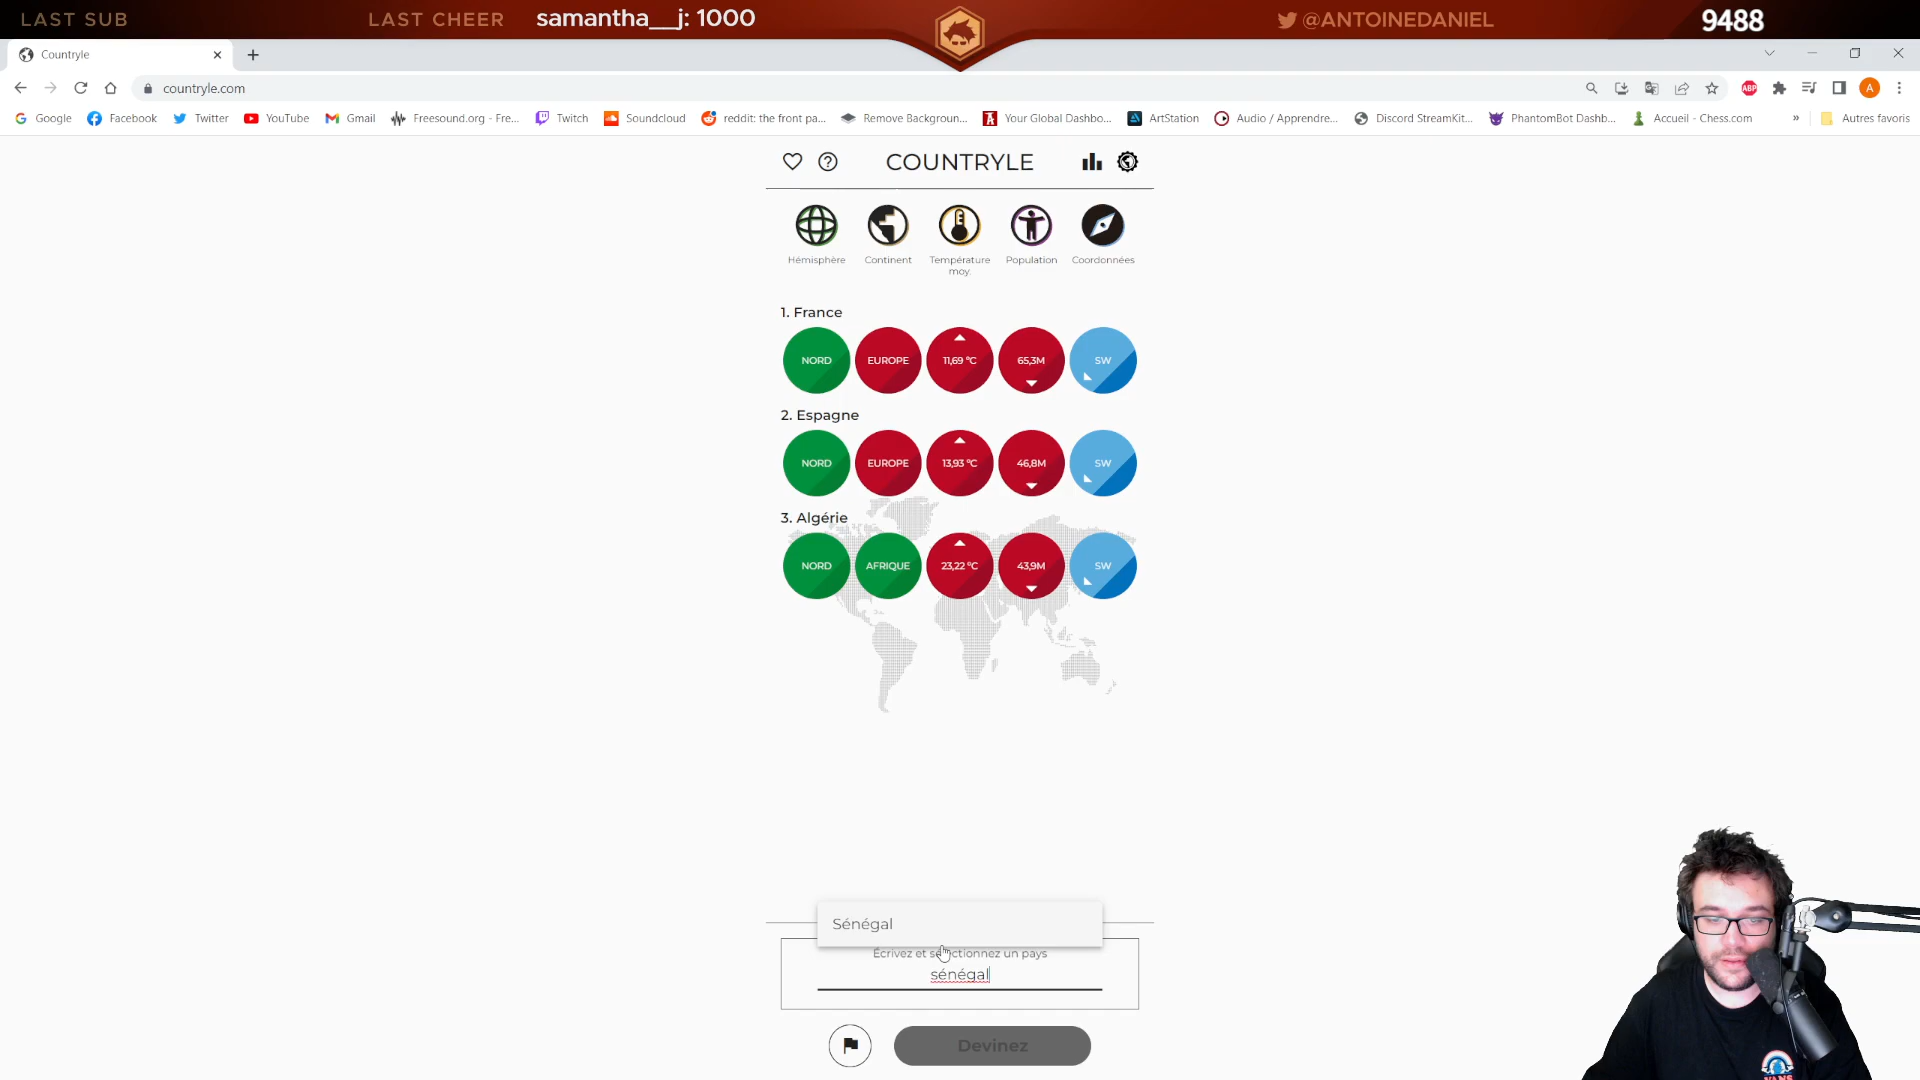 LAST SUB LAST CHEER samantha__j: 1000 @ANTOINEDANIEL 9488
Countryle
countryle.com
Google Facebook Twitter YouTube Gmail Freesound.org - Fre... Twitch Soundcloud reddit: the front pa... Remove Backgroun... Your Global Dashbo... ArtStation Audio / Apprendre... Discord StreamKit... PhantomBot Dashb... Accueil - Chess.com » Autres favoris
COUNTRYLE
Hémisphère Continent Température moy. Population Coordonnées
1. France
NORD EUROPE 11,69 °C 65,3M SW
2. Espagne
NORD EUROPE 13,93 °C 46,8M SW
3. Algérie
NORD AFRIQUE 23,22 °C 43,9M SW
Sénégal
Écrivez et sélectionnez un pays
sénégal
Devinez
VANS